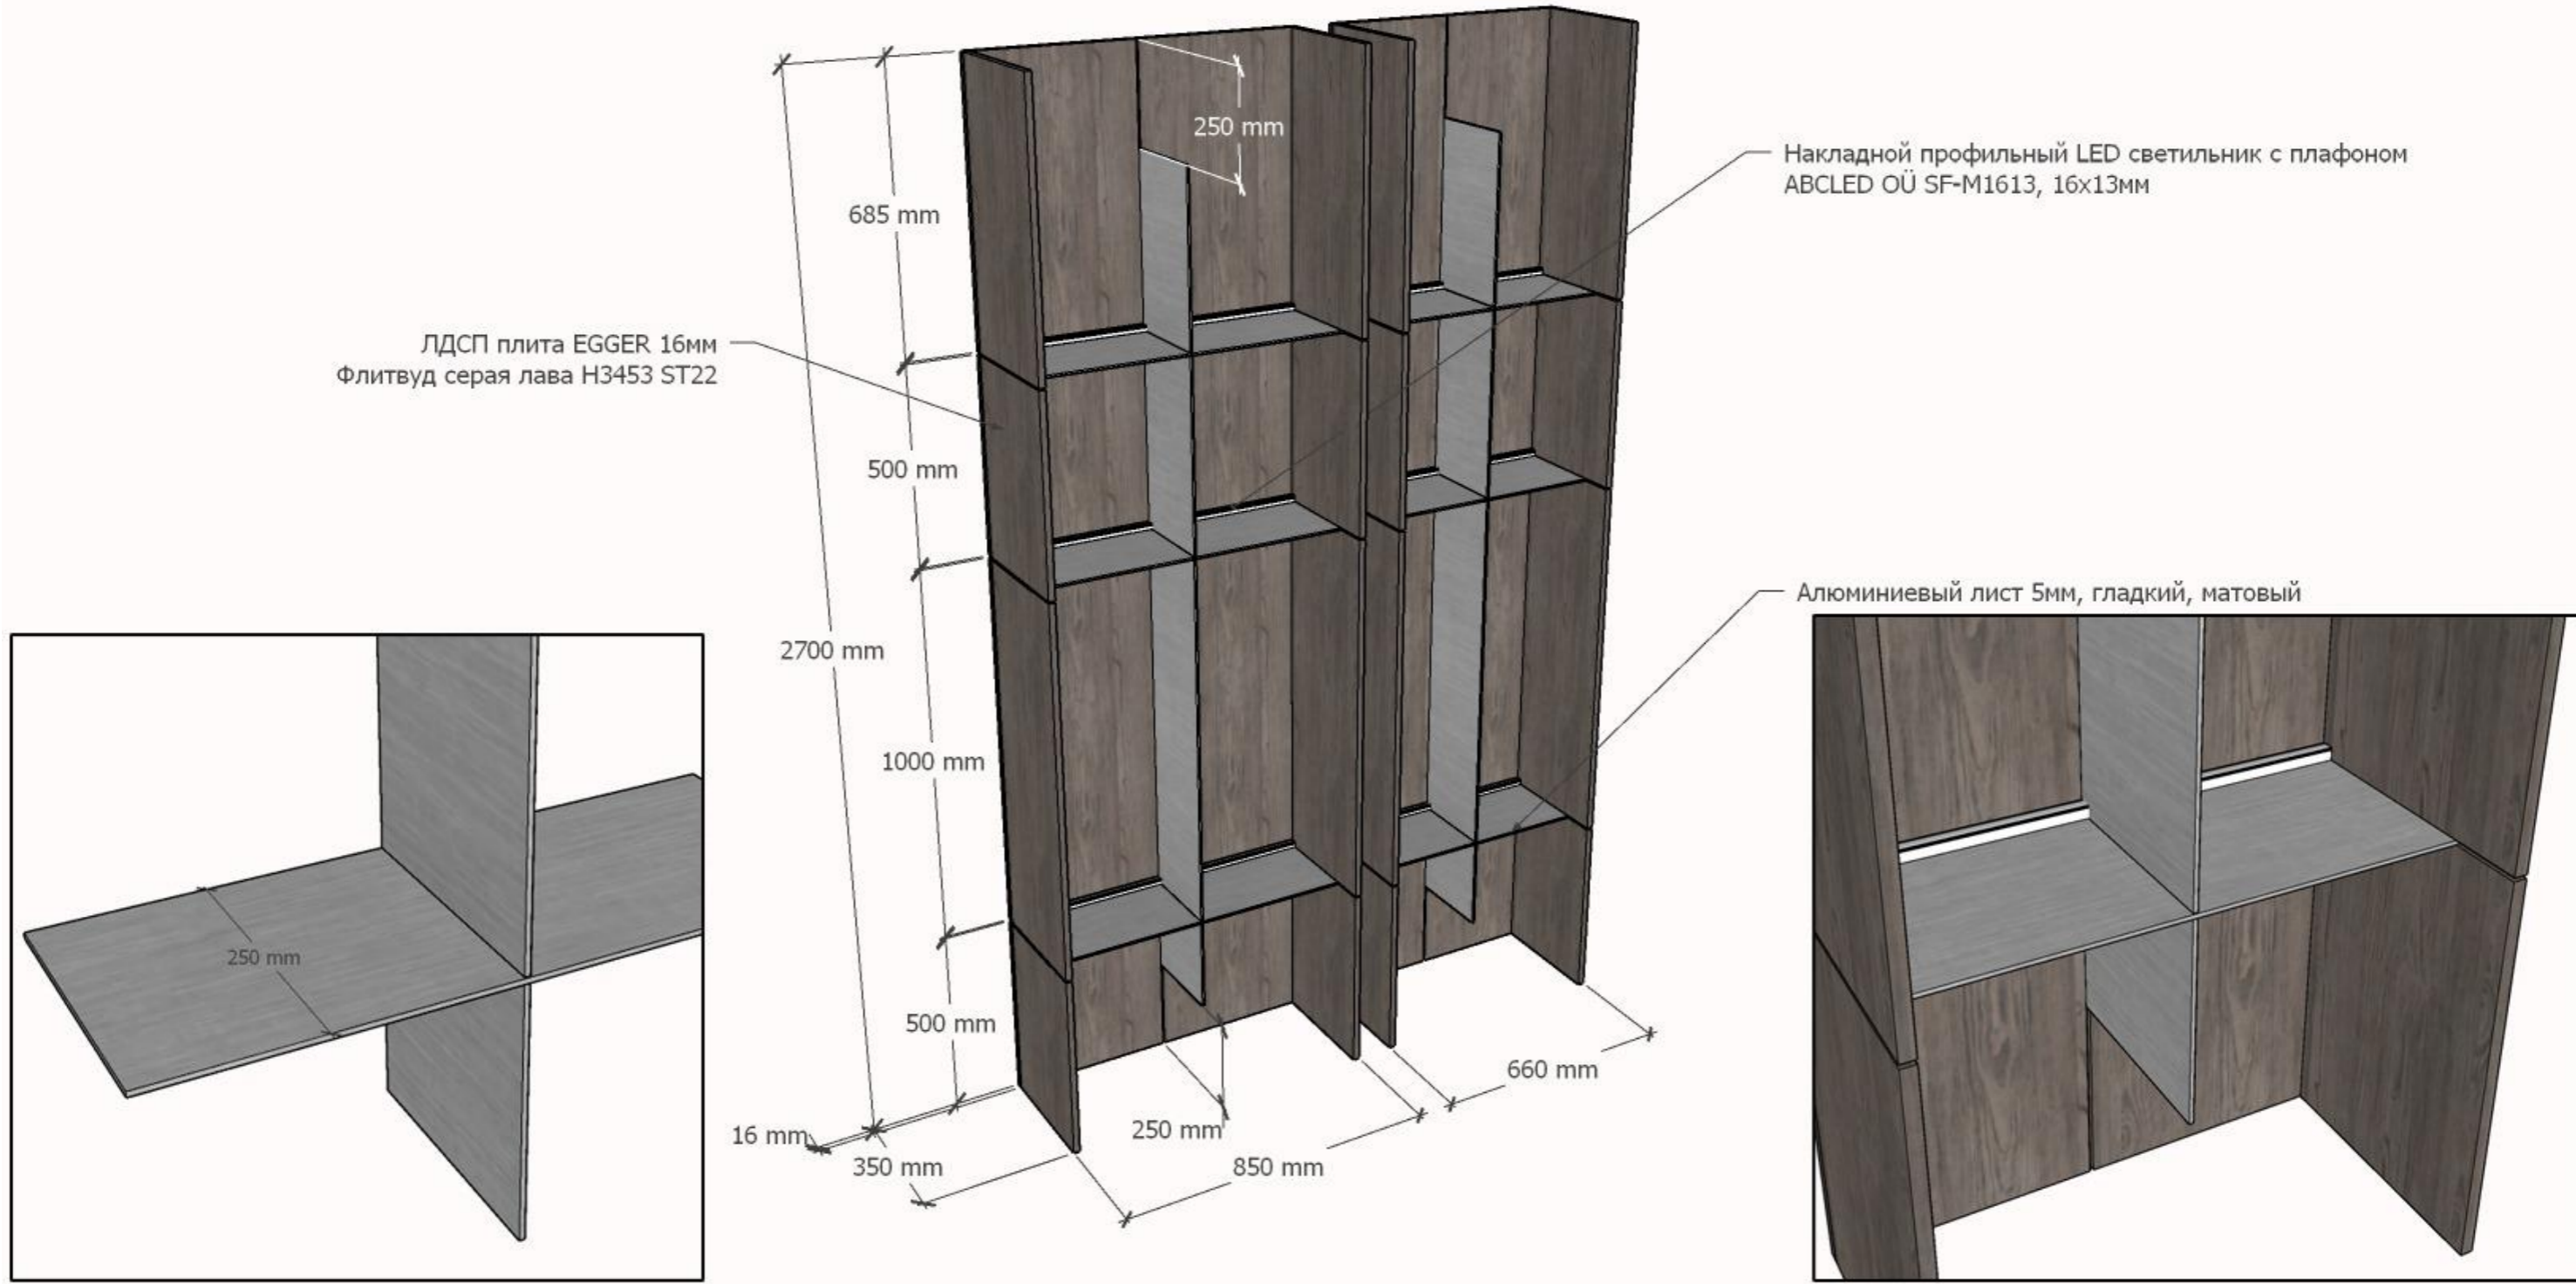 250 mm
Накладной профильный LED светильник с плафоном
ABCLED OÜ SF-M1613, 16x13мм
685 mm
ЛДСП плита EGGER 16мм
Флитвуд серая лава H3453 ST22
500 mm
Алюминиевый лист 5мм, гладкий, матовый
2700 mm
1000 mm
250 mm
500 mm
660 mm
16 mm
250 mm
350 mm
850 mm